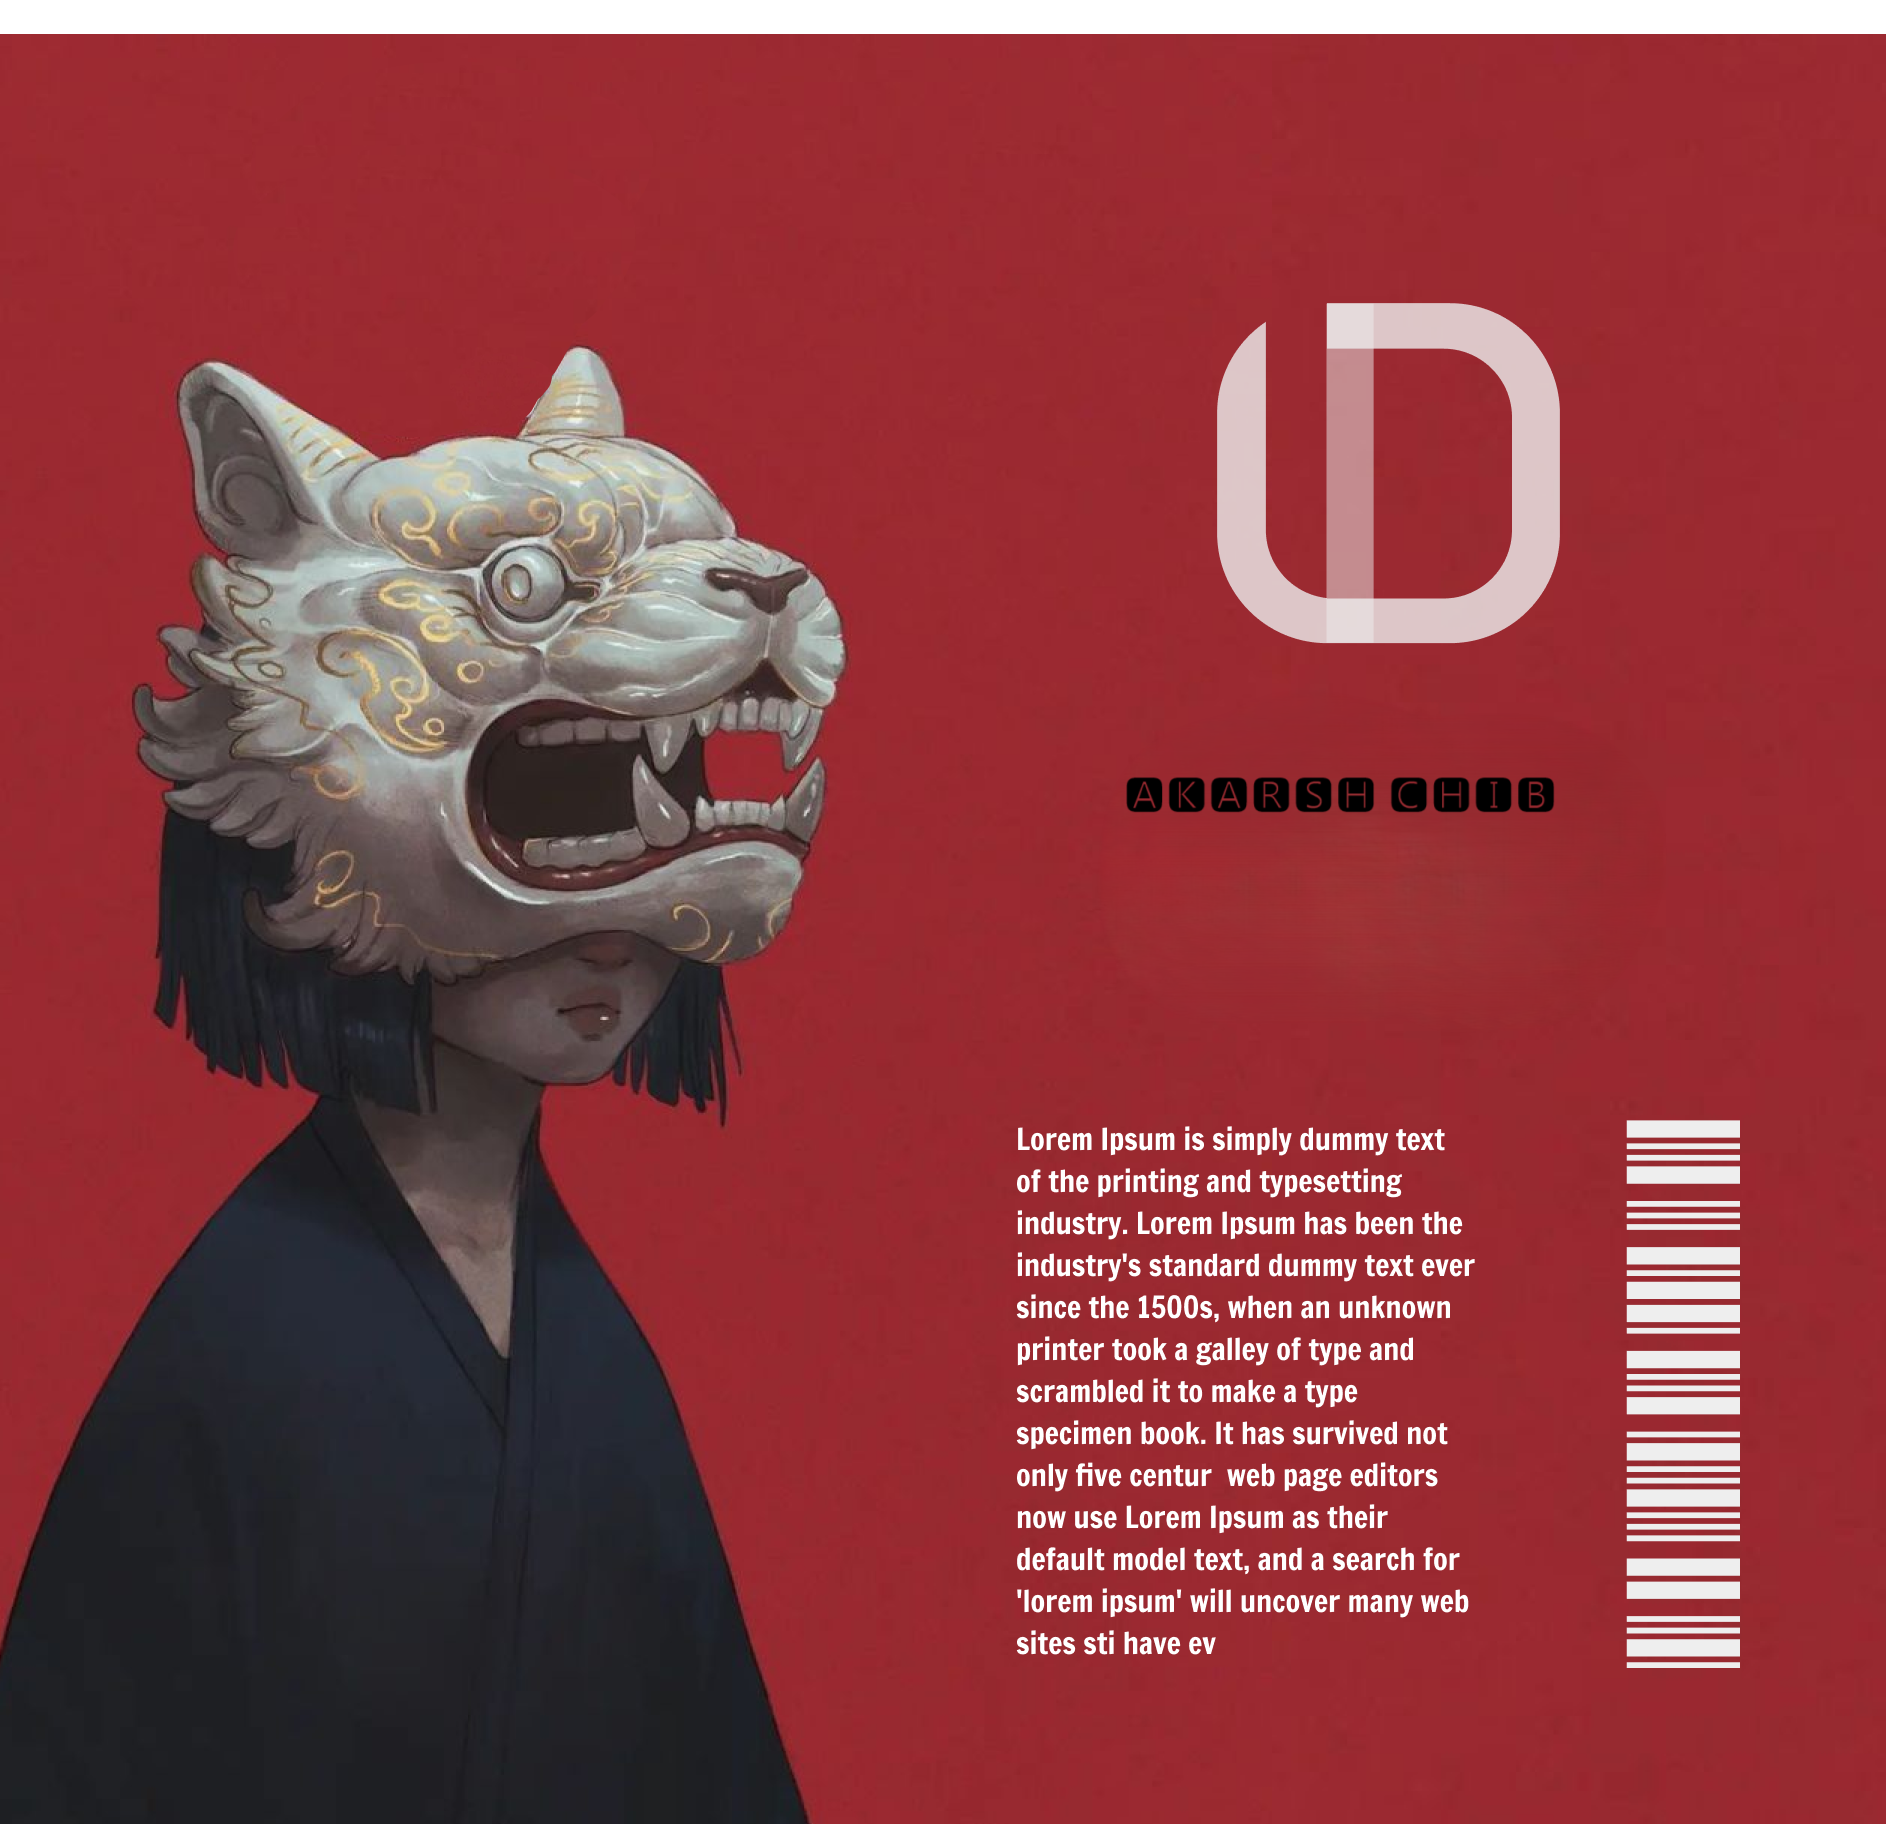 AKARSH CHIB
Lorem Ipsum is simply dummy text
of the printing and typesetting
industry. Lorem Ipsum has been the
industry's standard dummy text ever
since the 1500s, when an unknown
printer took a galley of type and
scrambled it to make a type
specimen book. It has survived not
only five centur  web page editors
now use Lorem Ipsum as their
default model text, and a search for
'lorem ipsum' will uncover many web
sites sti have ev